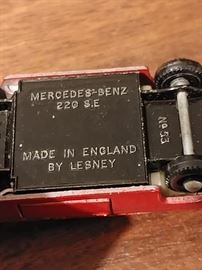 MERCEDES-BENZ
220 S.E
No 53
MADE IN ENGLAND
BY LESNEY